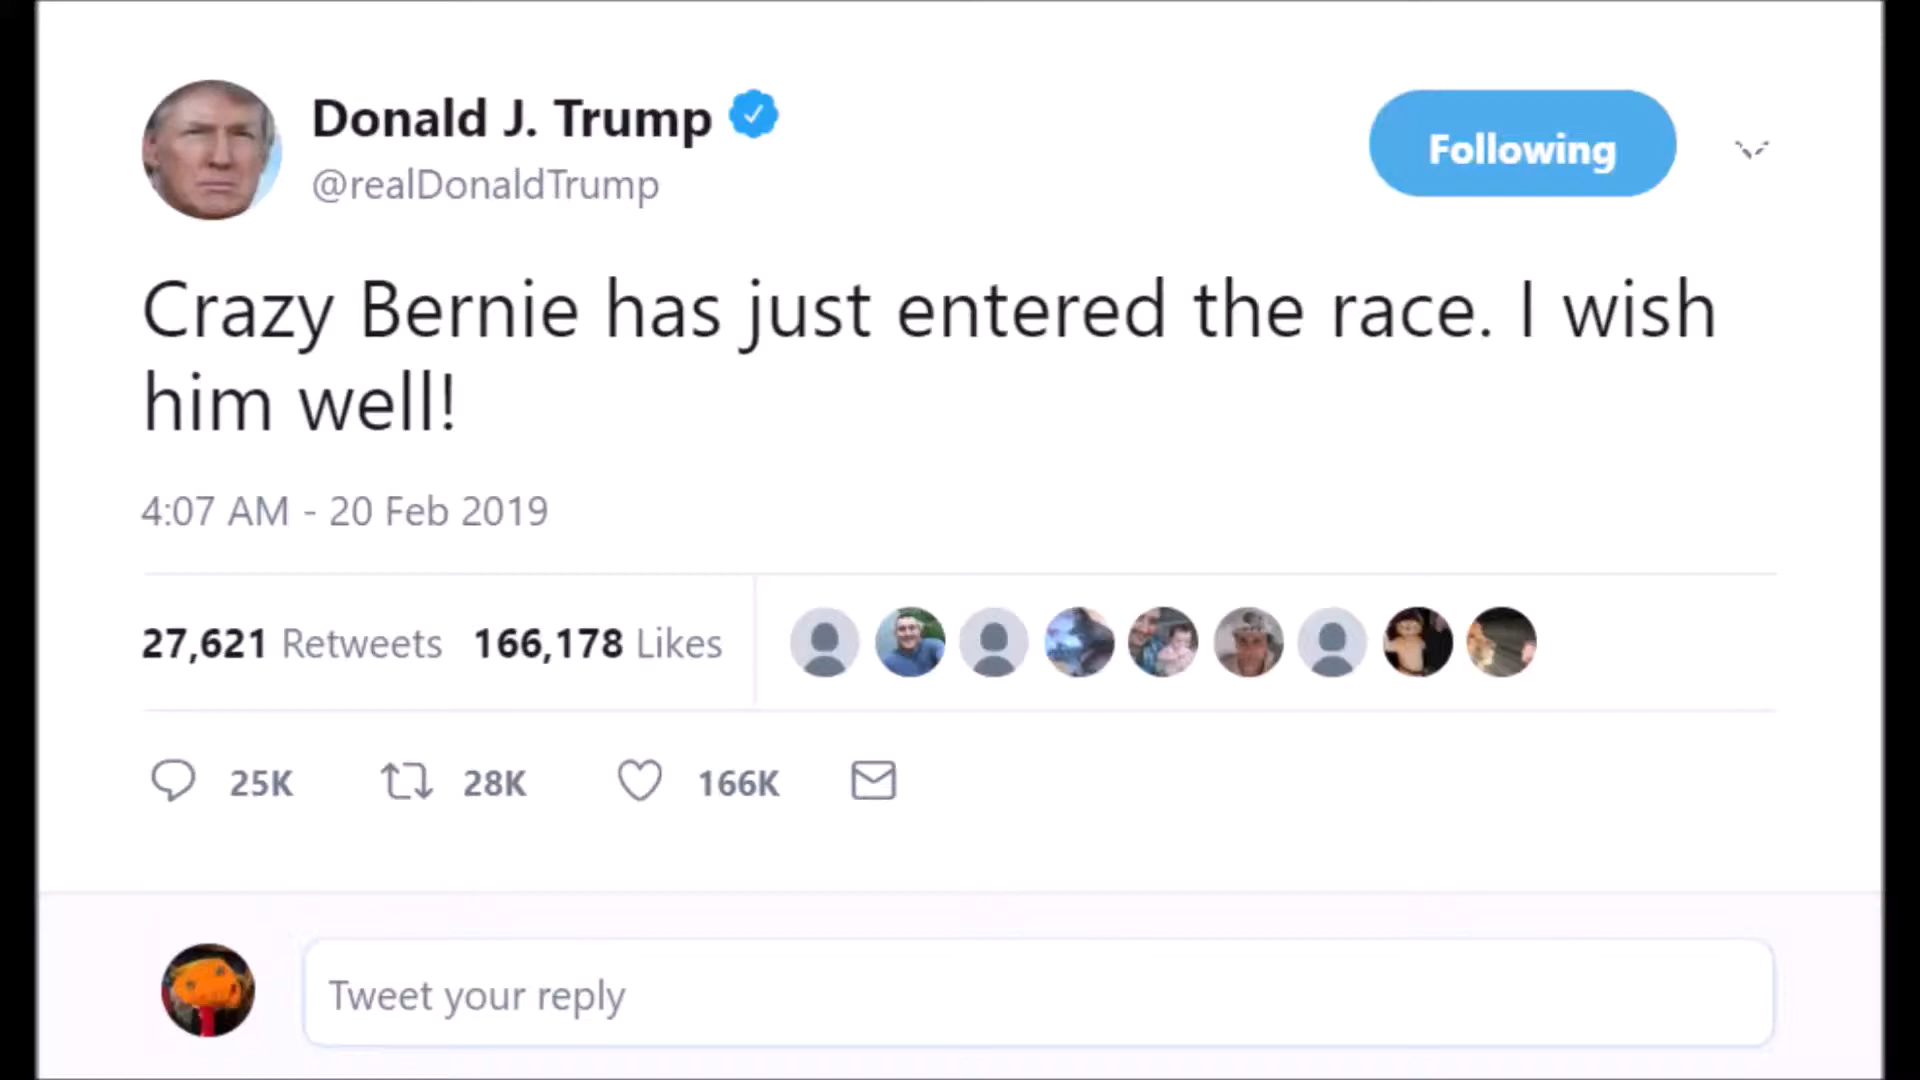 Donald J. Trump
@realDonaldTrump
Following
Crazy Bernie has just entered the race. I wish
him well!
4:07 AM - 20 Feb 2019
27,621 Retweets 166,178 Likes
25K 28K 166K
Tweet your reply